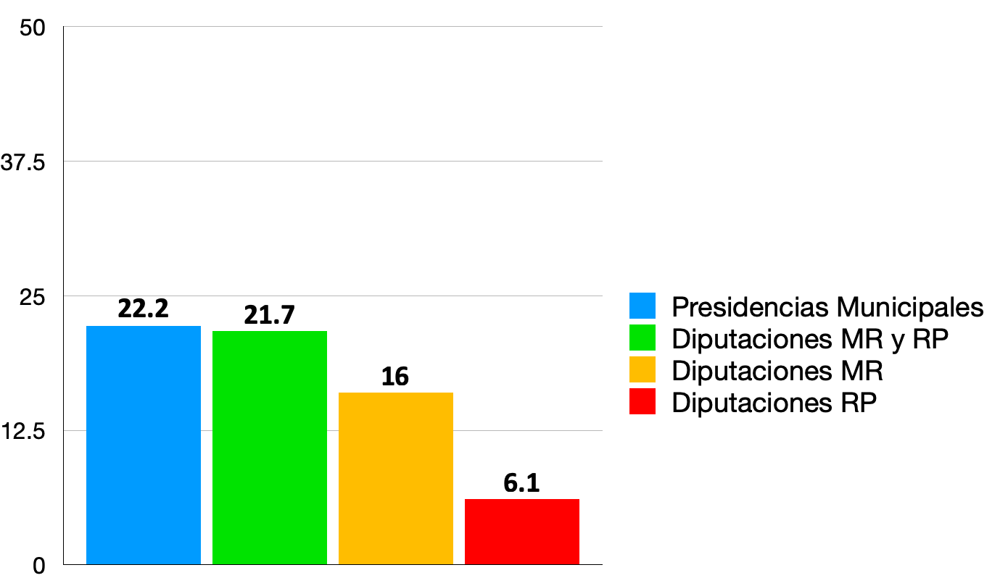 50
37.5
25
12.5
0
22.2
21.7
16
6.1
Presidencias Municipales
Diputaciones MR y RP
Diputaciones MR
Diputaciones RP